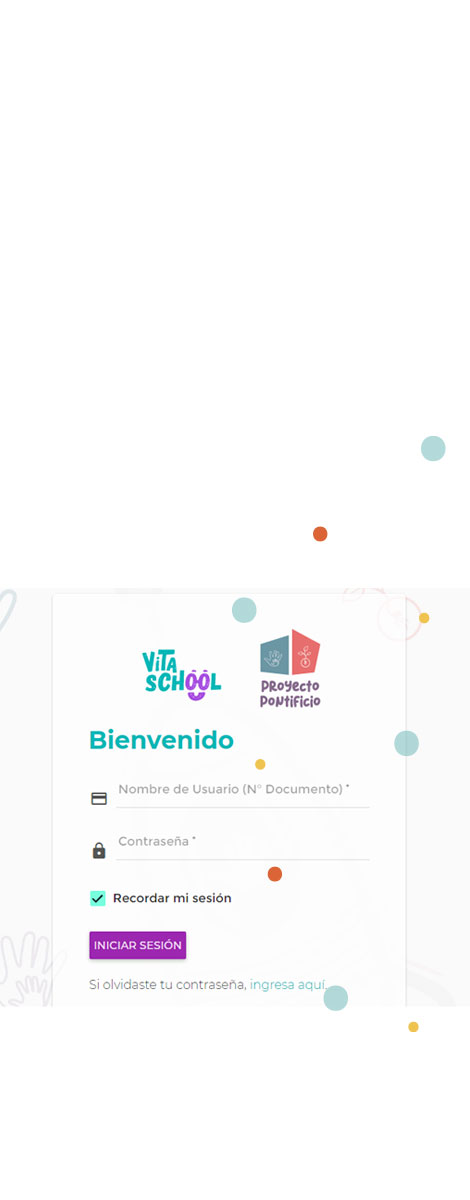 ViTA
SCHOOL
PROyecto
PONtificio
Bienvenido
Nombre de Usuario (N° Documento) *
Contraseña *
Recordar mi sesión
INICIAR SESIÓN
Si olvidaste tu contraseña, ingresa aquí.